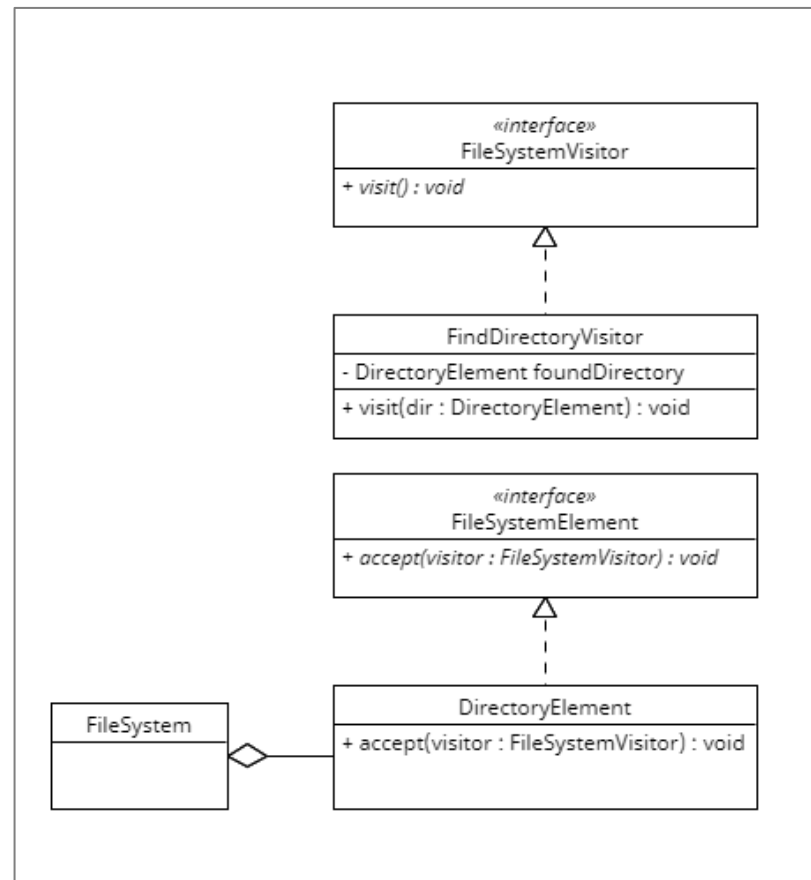 «interface»
FileSystemVisitor
+ visit() : void
FindDirectoryVisitor
- DirectoryElement foundDirectory
+ visit(dir : DirectoryElement) : void
«interface»
FileSystemElement
+ accept(visitor : FileSystemVisitor) : void
FileSystem
DirectoryElement
+ accept(visitor : FileSystemVisitor) : void